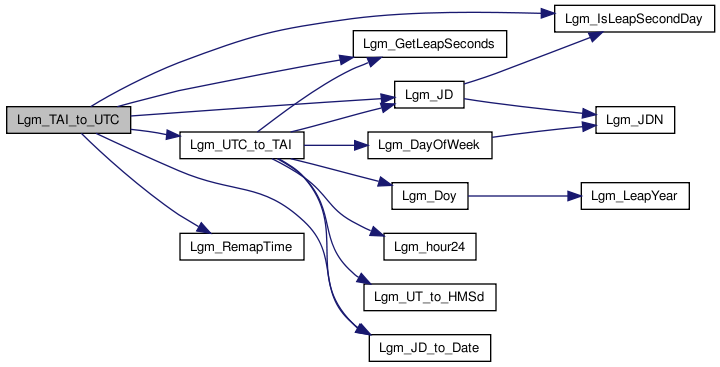 Lgm_IsLeapSecondDay
Lgm_GetLeapSeconds
Lgm_JD
Lgm_TAI_to_UTC
Lgm_JDN
Lgm_UTC_to_TAI
Lgm_DayOfWeek
Lgm_Doy
Lgm_LeapYear
Lgm_RemapTime
Lgm_hour24
Lgm_UT_to_HMSd
Lgm_JD_to_Date